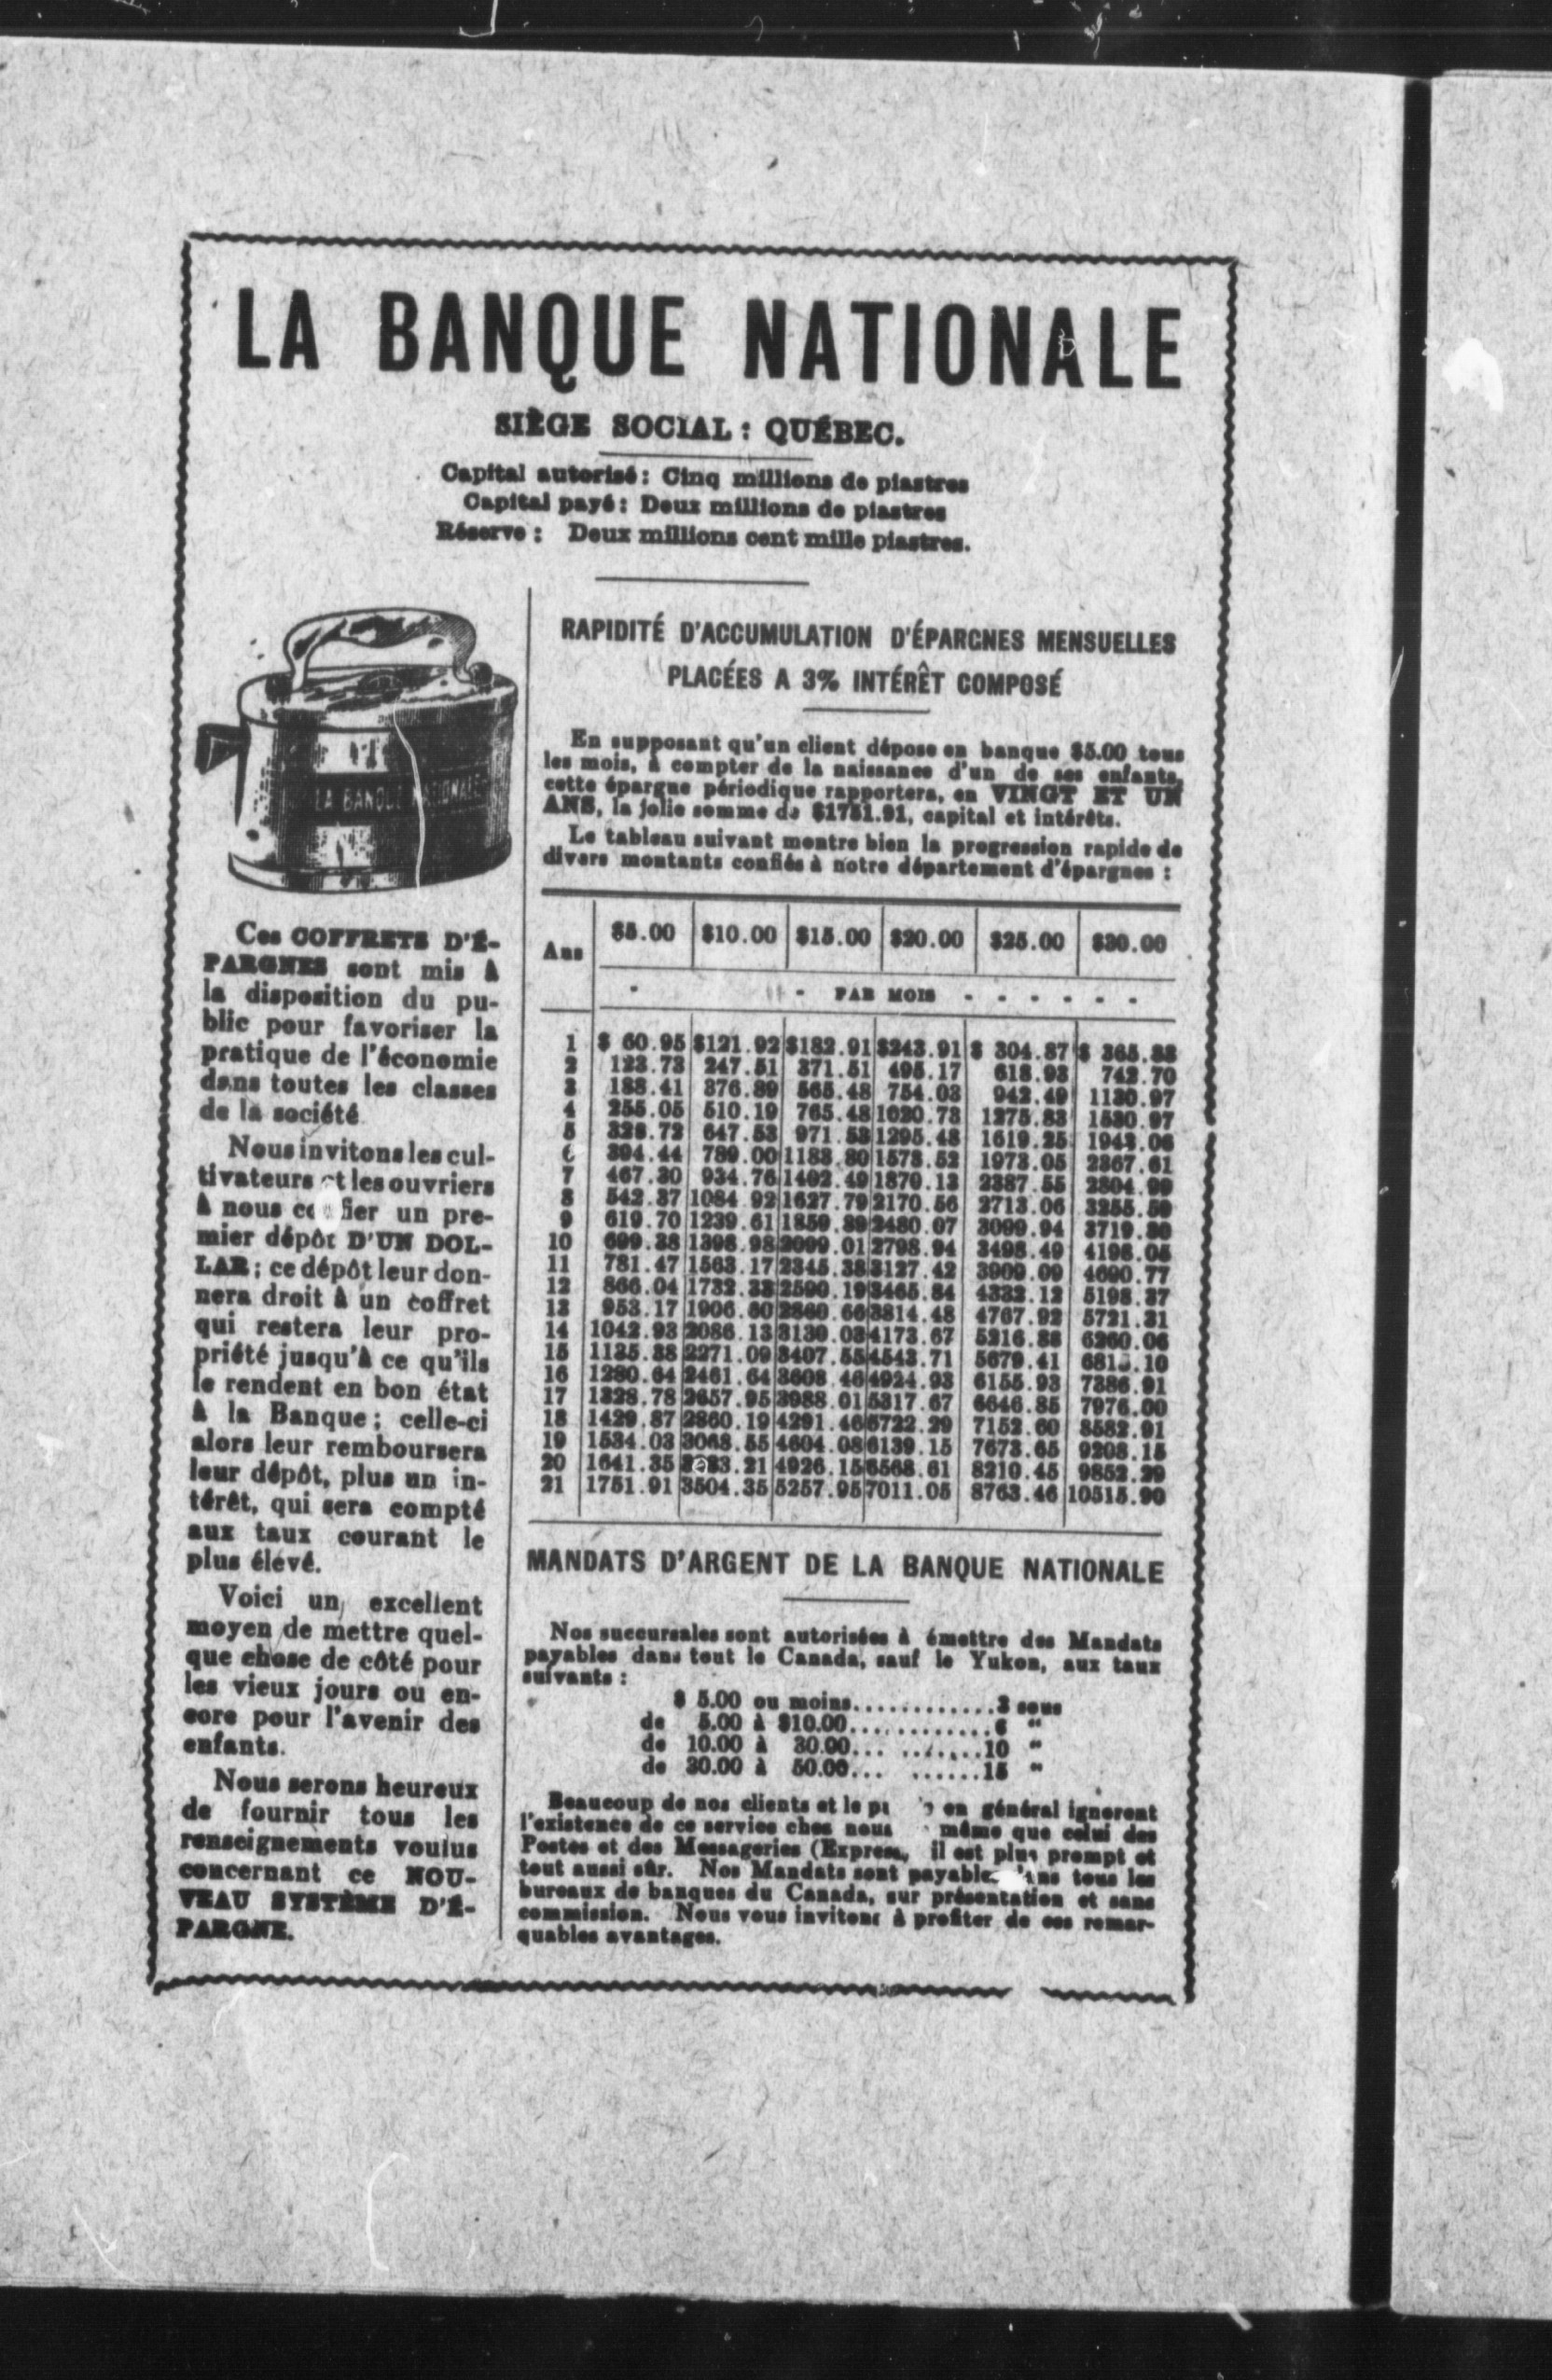 LA BANQUE NATIONALE
SIÈGE SOCIAL : QUÉBEC.
Capital autorisé : Cinq millions de piastres
Capital payé : Deux millions de piastres
Réserve : Deux millions cent mille piastres.
LA BANQUE NATIONALE
Ces COFFRETS D'É-
PARGNES sont mis à
la disposition du pu-
blic pour favoriser la
pratique de l'économie
dans toutes les classes
de la société
Nous invitons les cul-
tivateurs et les ouvriers
à nous confier un pre-
mier dépôt D'UN DOL-
LAR ; ce dépôt leur don-
nera droit à un coffret
qui restera leur pro-
priété jusqu'à ce qu'ils
le rendent en bon état
à la Banque ; celle-ci
alors leur remboursera
leur dépôt, plus un in-
térêt, qui sera compté
aux taux courant le
plus élevé.
Voici un excellent
moyen de mettre quel-
que chose de côté pour
les vieux jours ou en-
core pour l'avenir des
enfants.
Nous serons heureux
de fournir tous les
renseignements voulus
concernant ce NOU-
VEAU SYSTÈME D'É-
PARGNE.
RAPIDITÉ D'ACCUMULATION D'ÉPARGNES MENSUELLES
PLACÉES A 3% INTÉRÊT COMPOSÉ
En supposant qu'un client dépose en banque $5.00 tous
les mois, à compter de la naissance d'un de ses enfants,
cette épargne périodique rapportera, en VINGT ET UN
ANS, la jolie somme de $1751.91, capital et intérêts.
Le tableau suivant montre bien la progression rapide de
divers montants confiés à notre département d'épargnes :
Ans $5.00 $10.00 $15.00 $20.00 $25.00 $30.00
PAR MOIS
1 $ 60.95 $121.92 $182.91 $243.91 $ 304.87 $ 365.88
2 123.73 247.51 371.51 495.17 618.93 742.70
3 188.41 376.89 565.48 754.03 942.49 1130.97
4 255.05 510.19 765.48 1020.73 1275.83 1530.97
5 323.72 647.53 971.53 1295.48 1619.25 1943.06
6 394.44 789.00 1183.80 1578.52 1973.05 2367.61
7 467.30 934.76 1402.49 1870.13 2337.55 2804.99
8 542.37 1084.92 1627.79 2170.56 2713.06 3255.59
9 619.70 1239.61 1859.89 2480.07 3099.94 3719.80
10 699.38 1398.98 2099.01 2798.94 3498.49 4198.05
11 781.47 1563.17 2345.38 3127.42 3909.09 4690.77
12 866.04 1732.38 2599.19 3465.84 4332.12 5198.37
13 953.17 1906.60 2860.66 3814.48 4767.92 5721.31
14 1042.93 2086.13 3130.03 4173.67 5216.88 6260.06
15 1135.38 2271.09 3407.55 4543.71 5679.41 10
16 1230.64 2461.64 3608.46 4924.93 6155.93 7386.91
17 1328.78 2657.95 3988.01 5317.67 6646.85 7976.00
18 1429.87 2860.19 4291.46 5722.29 7152.60 8582.91
19 1534.03 3068.55 4604.08 6139.15 7673.65 9208.15
20 1641.35 4926.15 6568.61 8210.45 9852.29
21 1751.91 3504.35 5257.95 7011.05 8763.46 10515.90
MANDATS D'ARGENT DE LA BANQUE NATIONALE
Nos succursales sont autorisées à émettre des Mandats
payables dans tout le Canada, sauf le Yukon, aux taux
suivants :
$ 5.00 ou moins.............3 sous
de 5.00 à $10.00.............6 "
de 10.00 à 30.00... .......10 "
de 30.00 à 50.00... ......15 "
Beaucoup de nos clients et le en général ignorent
l'existence de ce service chez nous même que celui des
Postes et des Messageries (Express, il est plus prompt et
tout aussi sûr. Nos Mandats sont payables dans tous les
bureaux de banques du Canada, sur présentation et sans
commission. Nous vous invitons à profiter de ces remar-
quables avantages.